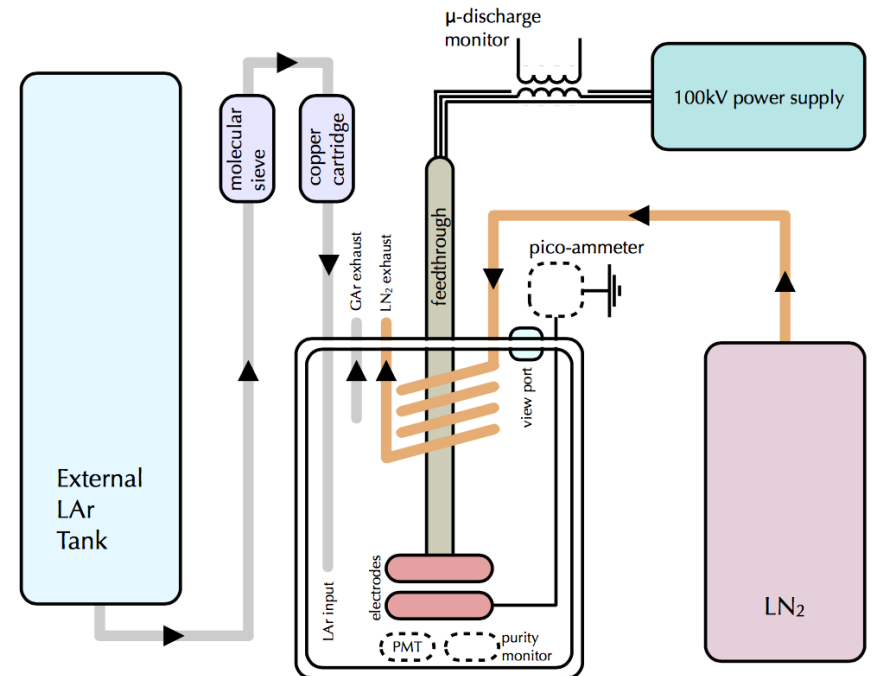 μ-discharge
monitor
100kV power supply
molecular
sieve
copper
cartridge
GAr exhaust
LN₂ exhaust
feedthrough
pico-ammeter
view port
External
LAr
Tank
LAr input
electrodes
PMT
purity
monitor
LN₂